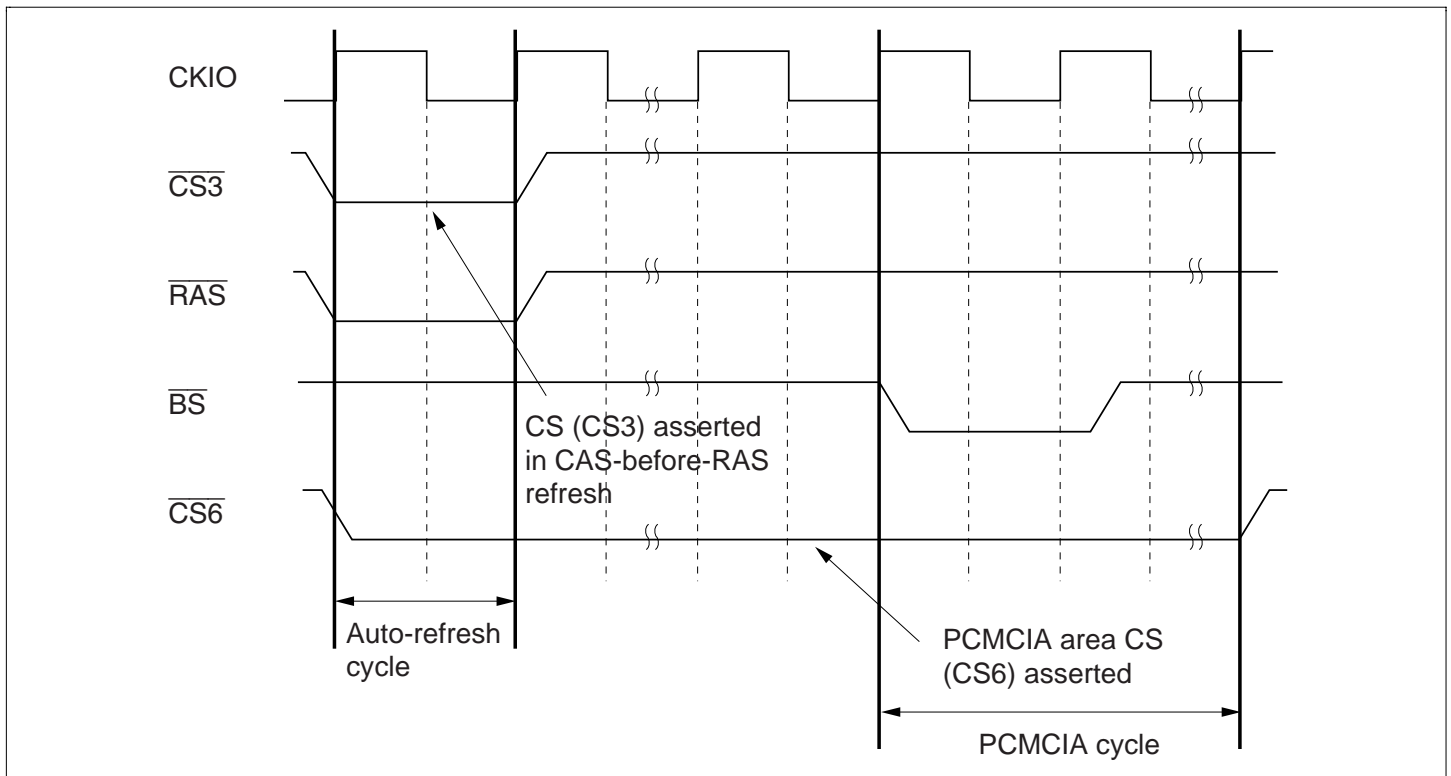 CKIO
CS3
RAS
BS
CS (CS3) asserted
in CAS-before-RAS
refresh
CS6
Auto-refresh
cycle
PCMCIA area CS
(CS6) asserted
PCMCIA cycle